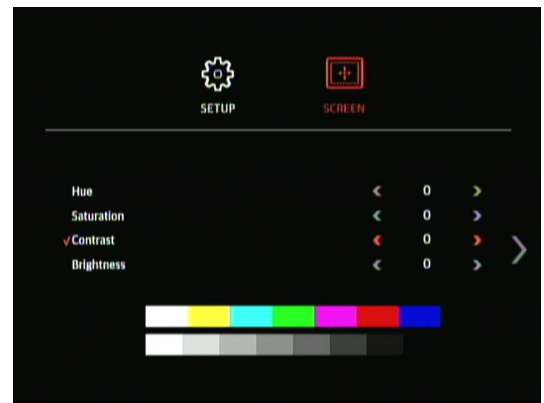 SETUP SCREEN
Hue 0
Saturation 0
√ Contrast 0
Brightness 0